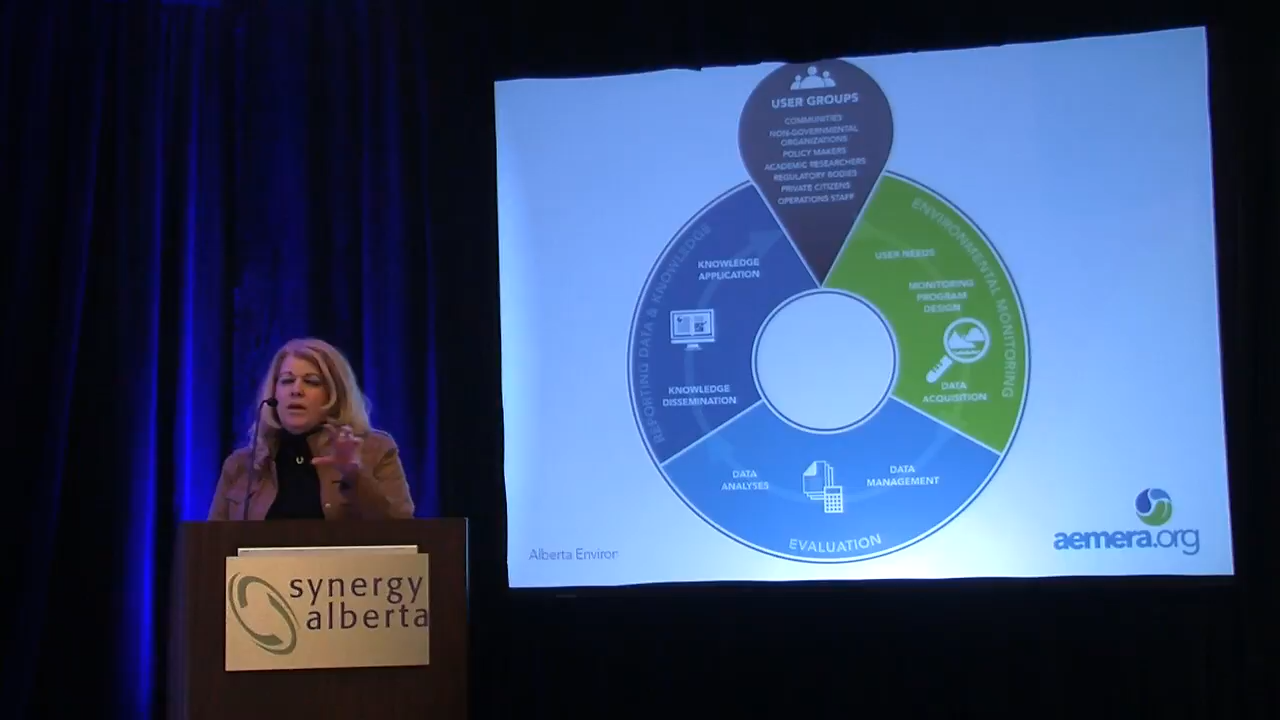 USER GROUPS
COMMUNITIES
NON-GOVERNMENTAL
ORGANIZATIONS
POLICY MAKERS
ACADEMIC RESEARCHERS
REGULATORY BODIES
PRIVATE CITIZENS
OPERATIONS STAFF
ENVIRONMENTAL MONITORING
USER NEEDS
MONITORING
PROGRAM
DESIGN
DATA
ACQUISITION
DATA
MANAGEMENT
DATA
ANALYSES
EVALUATION
REPORTING DATA & KNOWLEDGE
KNOWLEDGE
DISSEMINATION
KNOWLEDGE
APPLICATION
Alberta Environ
aemera.org
synergy
alberta